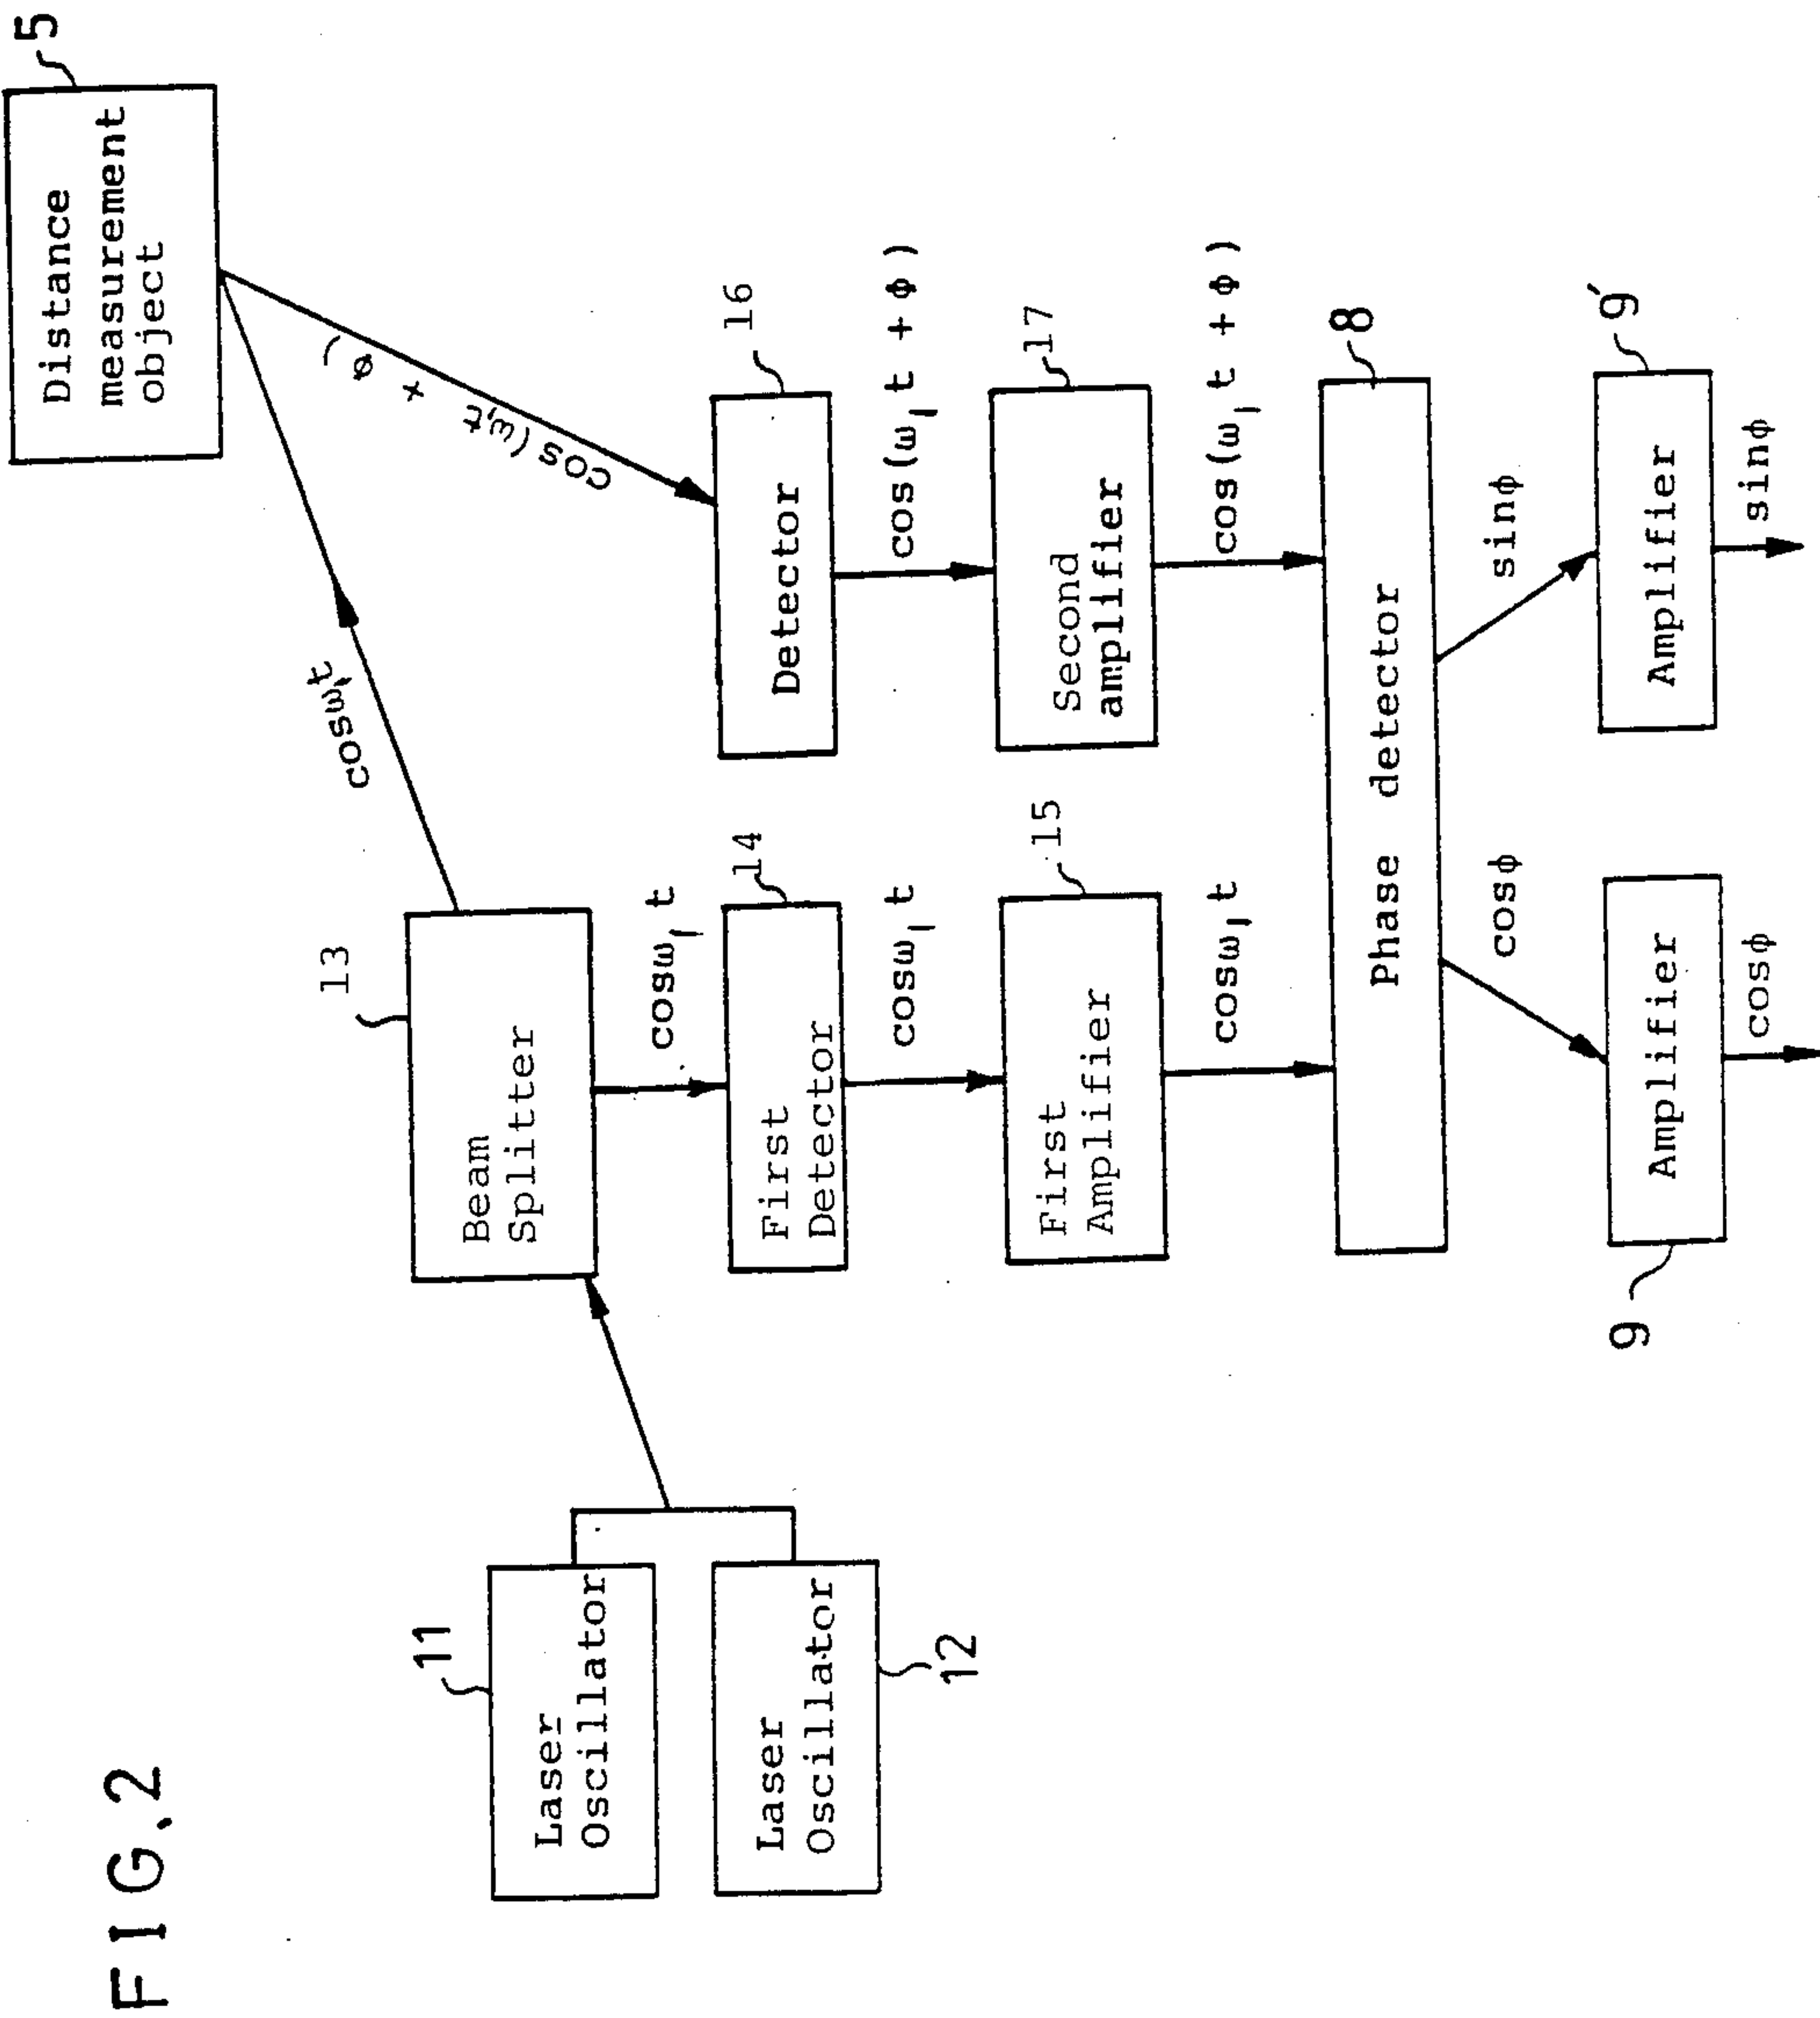 FIG.2
5
Distance
measurement
object
cosω₁t
cos(ω₁t + φ)
13
Beam
Splitter
11
Laser
Oscillator
Laser
Oscillator
12
cosω₁t
14
First
Detector
cosω₁t
15
First
Amplifier
cosω₁t
16
Detector
cos(ω₁t + φ)
17
Second
amplifier
cos(ω₁t + φ)
8
Phase detector
cosφ
sinφ
9
Amplifier
cosφ
9′
Amplifier
sinφ